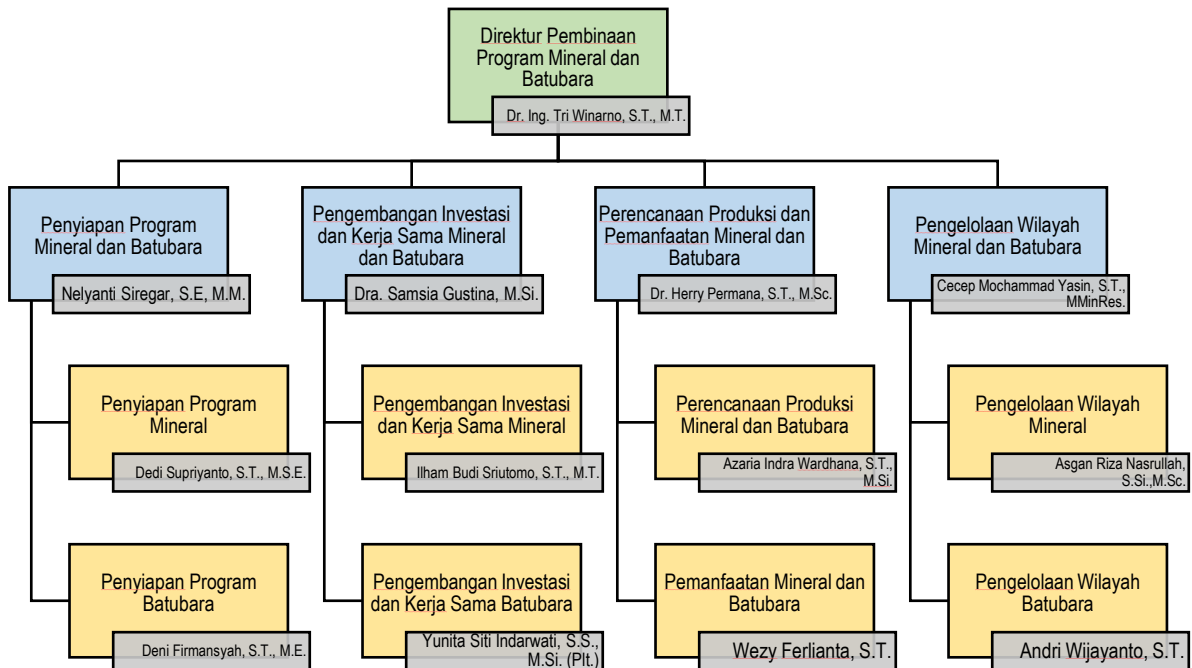 Direktur Pembinaan
Program Mineral dan
Batubara
Dr. Ing. Tri Winarno, S.T., M.T.
Penyiapan Program
Mineral dan Batubara
Nelyanti Siregar, S.E, M.M.
Pengembangan Investasi
dan Kerja Sama Mineral
dan Batubara
Dra. Samsia Gustina, M.Si.
Perencanaan Produksi dan
Pemanfaatan Mineral dan
Batubara
Dr. Herry Permana, S.T., M.Sc.
Pengelolaan Wilayah
Mineral dan Batubara
Cecep Mochammad Yasin, S.T.,
MMinRes.
Penyiapan Program
Mineral
Dedi Supriyanto, S.T., M.S.E.
Pengembangan Investasi
dan Kerja Sama Mineral
Ilham Budi Sriutomo, S.T., M.T.
Perencanaan Produksi
Mineral dan Batubara
Azaria Indra Wardhana, S.T.,
M.Si.
Pengelolaan Wilayah
Mineral
Asgan Riza Nasrullah,
S.Si.,M.Sc.
Penyiapan Program
Batubara
Deni Firmansyah, S.T., M.E.
Pengembangan Investasi
dan Kerja Sama Batubara
Yunita Siti Indarwati, S.S.,
M.Si. (Plt.)
Pemanfaatan Mineral dan
Batubara
Wezy Ferlianta, S.T.
Pengelolaan Wilayah
Batubara
Andri Wijayanto, S.T.